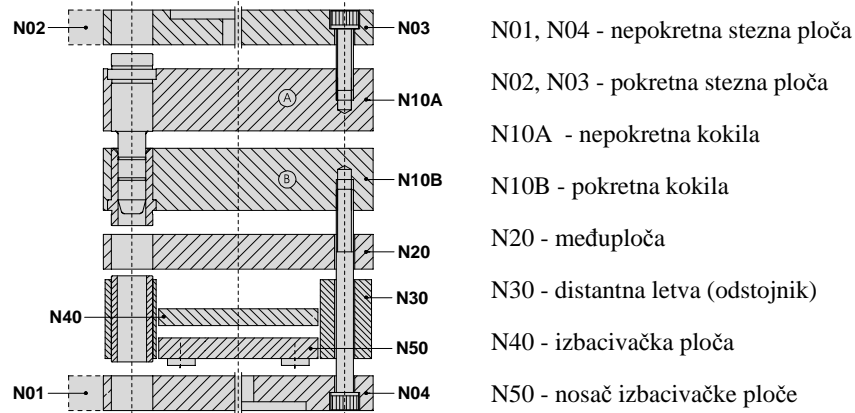 N02
N03
A
N10A
B
N10B
N20
N30
N40
N50
N01
N04
N01, N04 - nepokretna stezna ploča
N02, N03 - pokretna stezna ploča
N10A - nepokretna kokila
N10B - pokretna kokila
N20 - međuploča
N30 - distantna letva (odstojnik)
N40 - izbacivačka ploča
N50 - nosač izbacivačke ploče